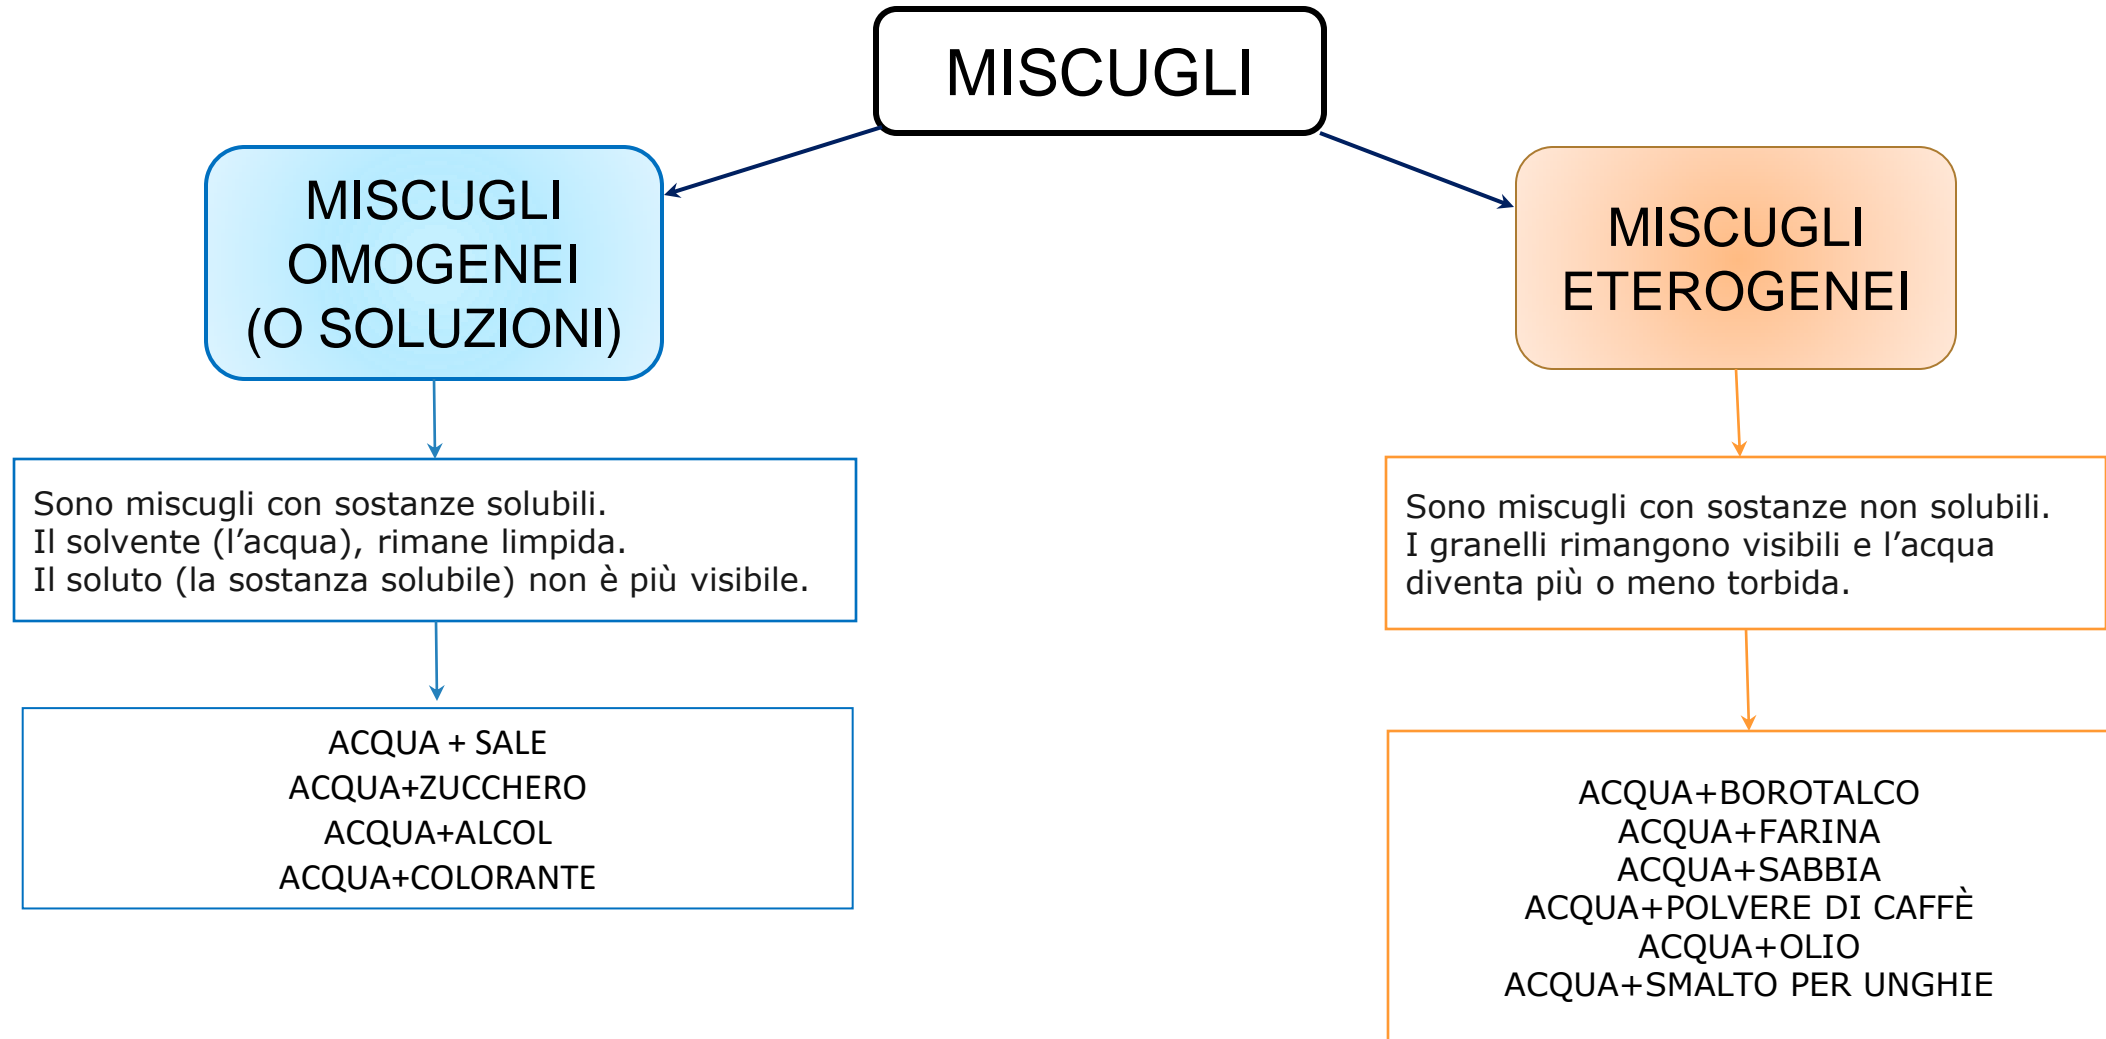 MISCUGLI
MISCUGLI
OMOGENEI
(O SOLUZIONI)
Sono miscugli con sostanze solubili.
Il solvente (l’acqua), rimane limpida.
Il soluto (la sostanza solubile) non è più visibile.
ACQUA + SALE
ACQUA+ZUCCHERO
ACQUA+ALCOL
ACQUA+COLORANTE
MISCUGLI
ETEROGENEI
Sono miscugli con sostanze non solubili.
I granelli rimangono visibili e l’acqua
diventa più o meno torbida.
ACQUA+BOROTALCO
ACQUA+FARINA
ACQUA+SABBIA
ACQUA+POLVERE DI CAFFÈ
ACQUA+OLIO
ACQUA+SMALTO PER UNGHIE